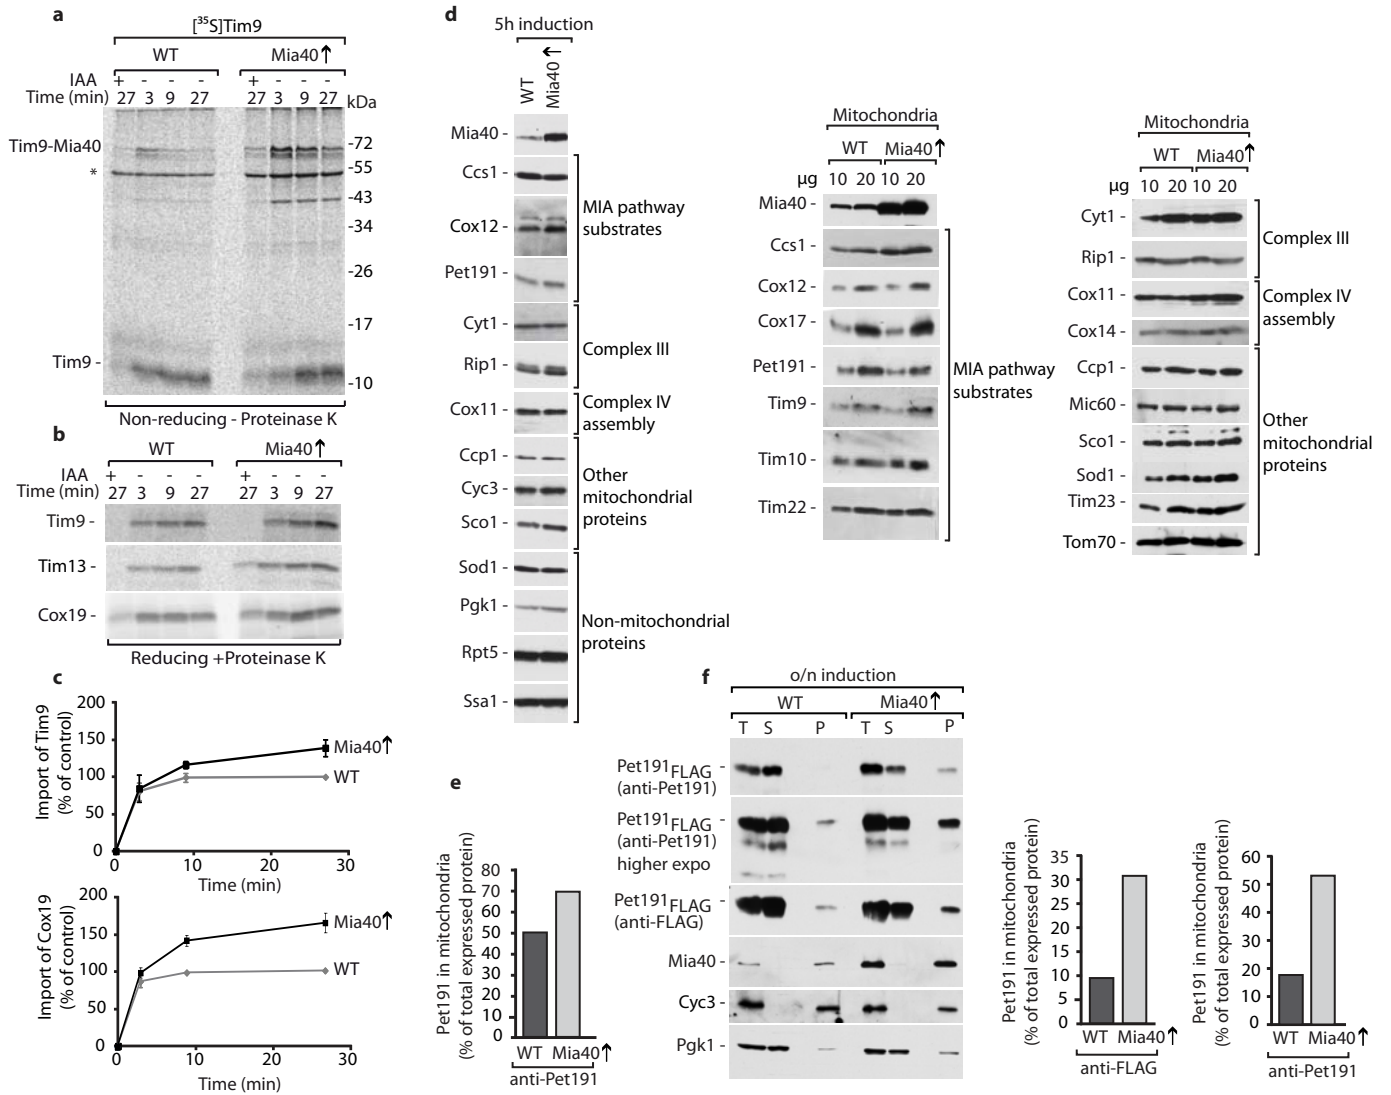 a
[³⁵S]Tim9
WT Mia40↑
IAA + - - - + - - -
Time (min) 27 3 9 27 27 3 9 27 kDa
Tim9-Mia40
*
Tim9 -
-72
-55
-43
-34
-26
-17
-10
Non-reducing - Proteinase K
b
WT Mia40↑
IAA + - - - + - - -
Time (min) 27 3 9 27 27 3 9 27
Tim9 -
Tim13 -
Cox19 -
Reducing +Proteinase K
c
Import of Tim9
(% of control)
200
150
100
50
0
0 10 20 30
Time (min)
Mia40↑
WT
Import of Cox19
(% of control)
200
150
100
50
0
0 10 20 30
Time (min)
Mia40↑
WT
d
5h induction
WT
Mia40↑
Mia40 -
Ccs1 -
Cox12 -
Pet191 -
MIA pathway
substrates
Cyt1 -
Rip1 -
Complex III
Cox11 -
Complex IV
assembly
Ccp1 -
Cyc3 -
Sco1 -
Other
mitochondrial
proteins
Sod1 -
Pgk1 -
Rpt5 -
Ssa1 -
Non-mitochondrial
proteins
Mitochondria
WT Mia40↑
µg 10 20 10 20
Mia40 -
Ccs1 -
Cox12 -
Cox17 -
Pet191 -
Tim9 -
Tim10 -
Tim22 -
MIA pathway
substrates
Mitochondria
WT Mia40↑
µg 10 20 10 20
Cyt1 -
Rip1 -
Complex III
Cox11 -
Cox14 -
Complex IV
assembly
Ccp1 -
Mic60 -
Sco1 -
Sod1 -
Tim23 -
Tom70 -
Other
mitochondrial
proteins
e
Pet191 in mitochondria
(% of total expressed protein)
80
70
60
50
40
30
20
10
0
WT Mia40↑
anti-Pet191
f
o/n induction
WT Mia40↑
T S P T S P
Pet191FLAG -
(anti-Pet191)
Pet191FLAG -
(anti-Pet191)
higher expo
Pet191FLAG -
(anti-FLAG)
Mia40 -
Cyc3 -
Pgk1 -
Pet191 in mitochondria
(% of total expressed protein)
35
30
25
20
15
10
5
0
WT Mia40↑
anti-FLAG
Pet191 in mitochondria
(% of total expressed protein)
60
50
40
30
20
10
0
WT Mia40↑
anti-Pet191